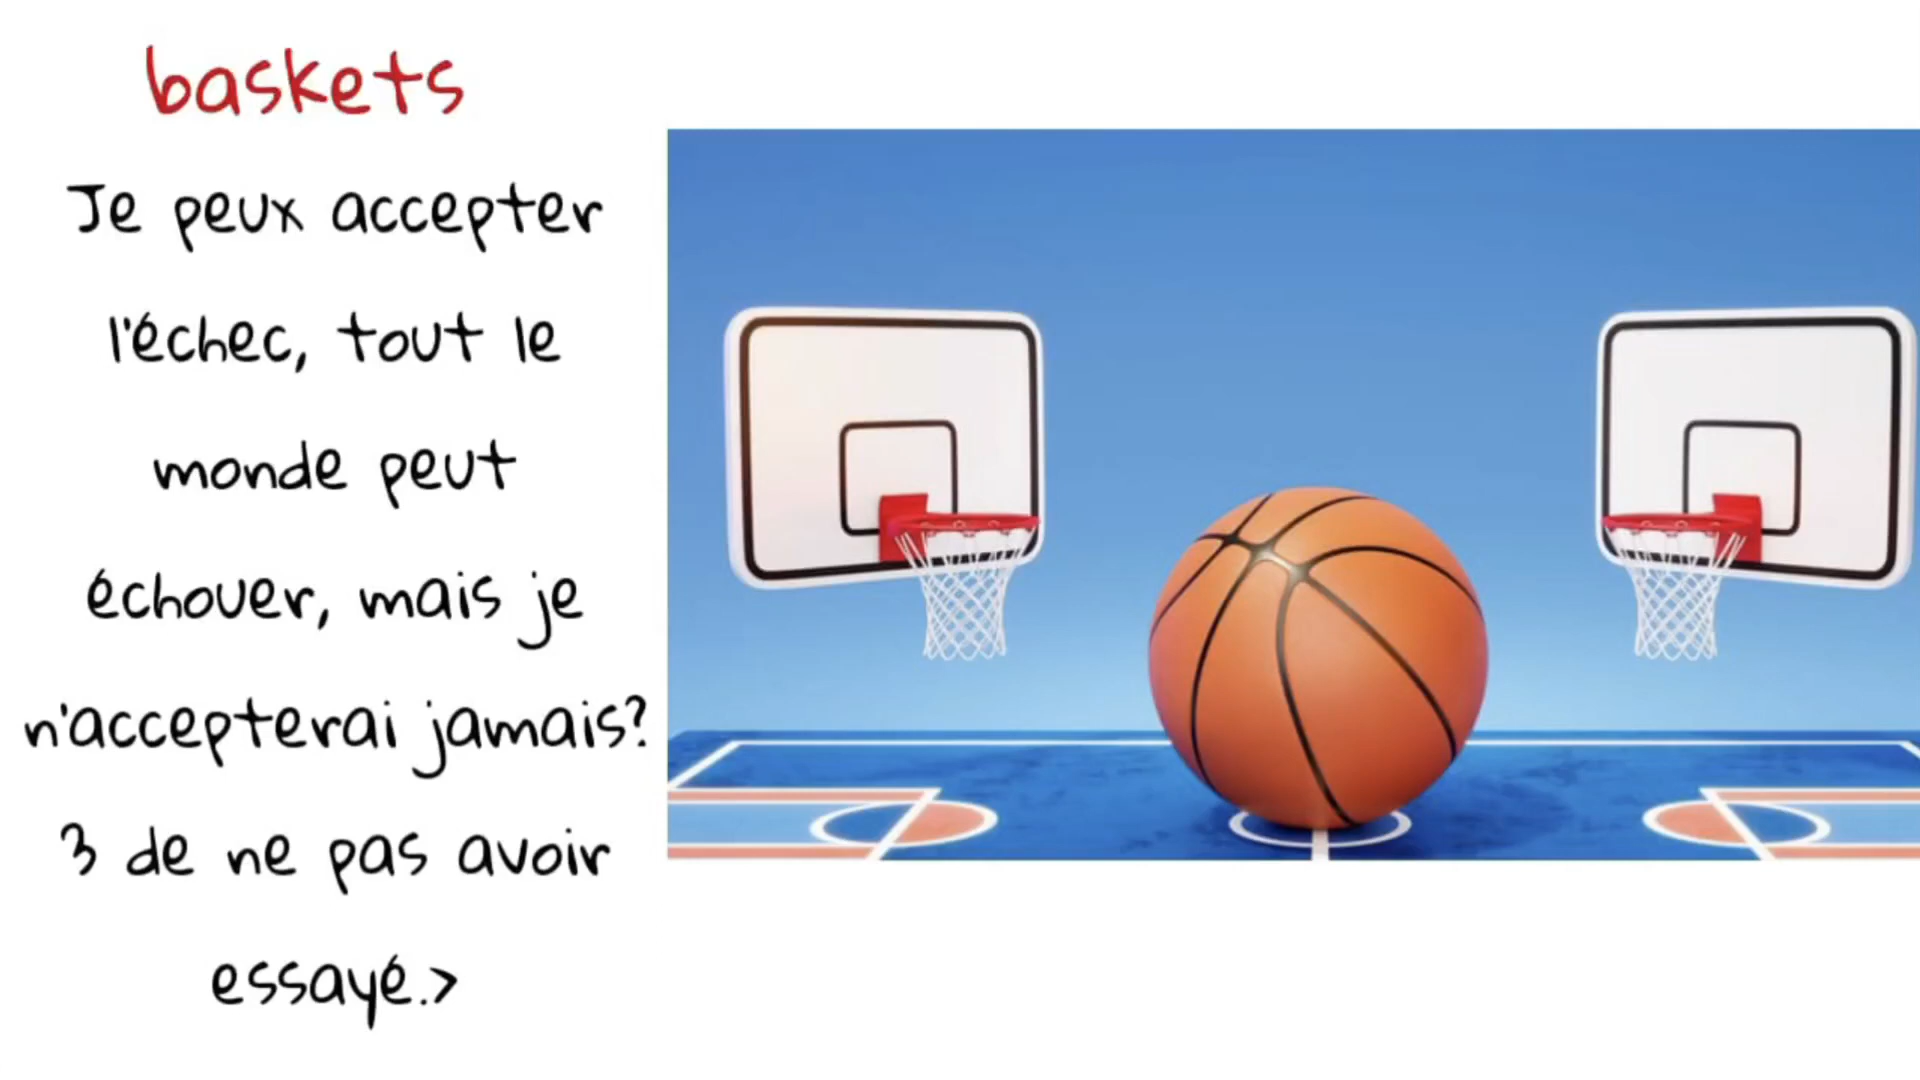 baskets
Je peux accepter
l'échec, tout le
monde peut
échouer, mais je
n'accepterai jamais?
3 de ne pas avoir
essayé.>